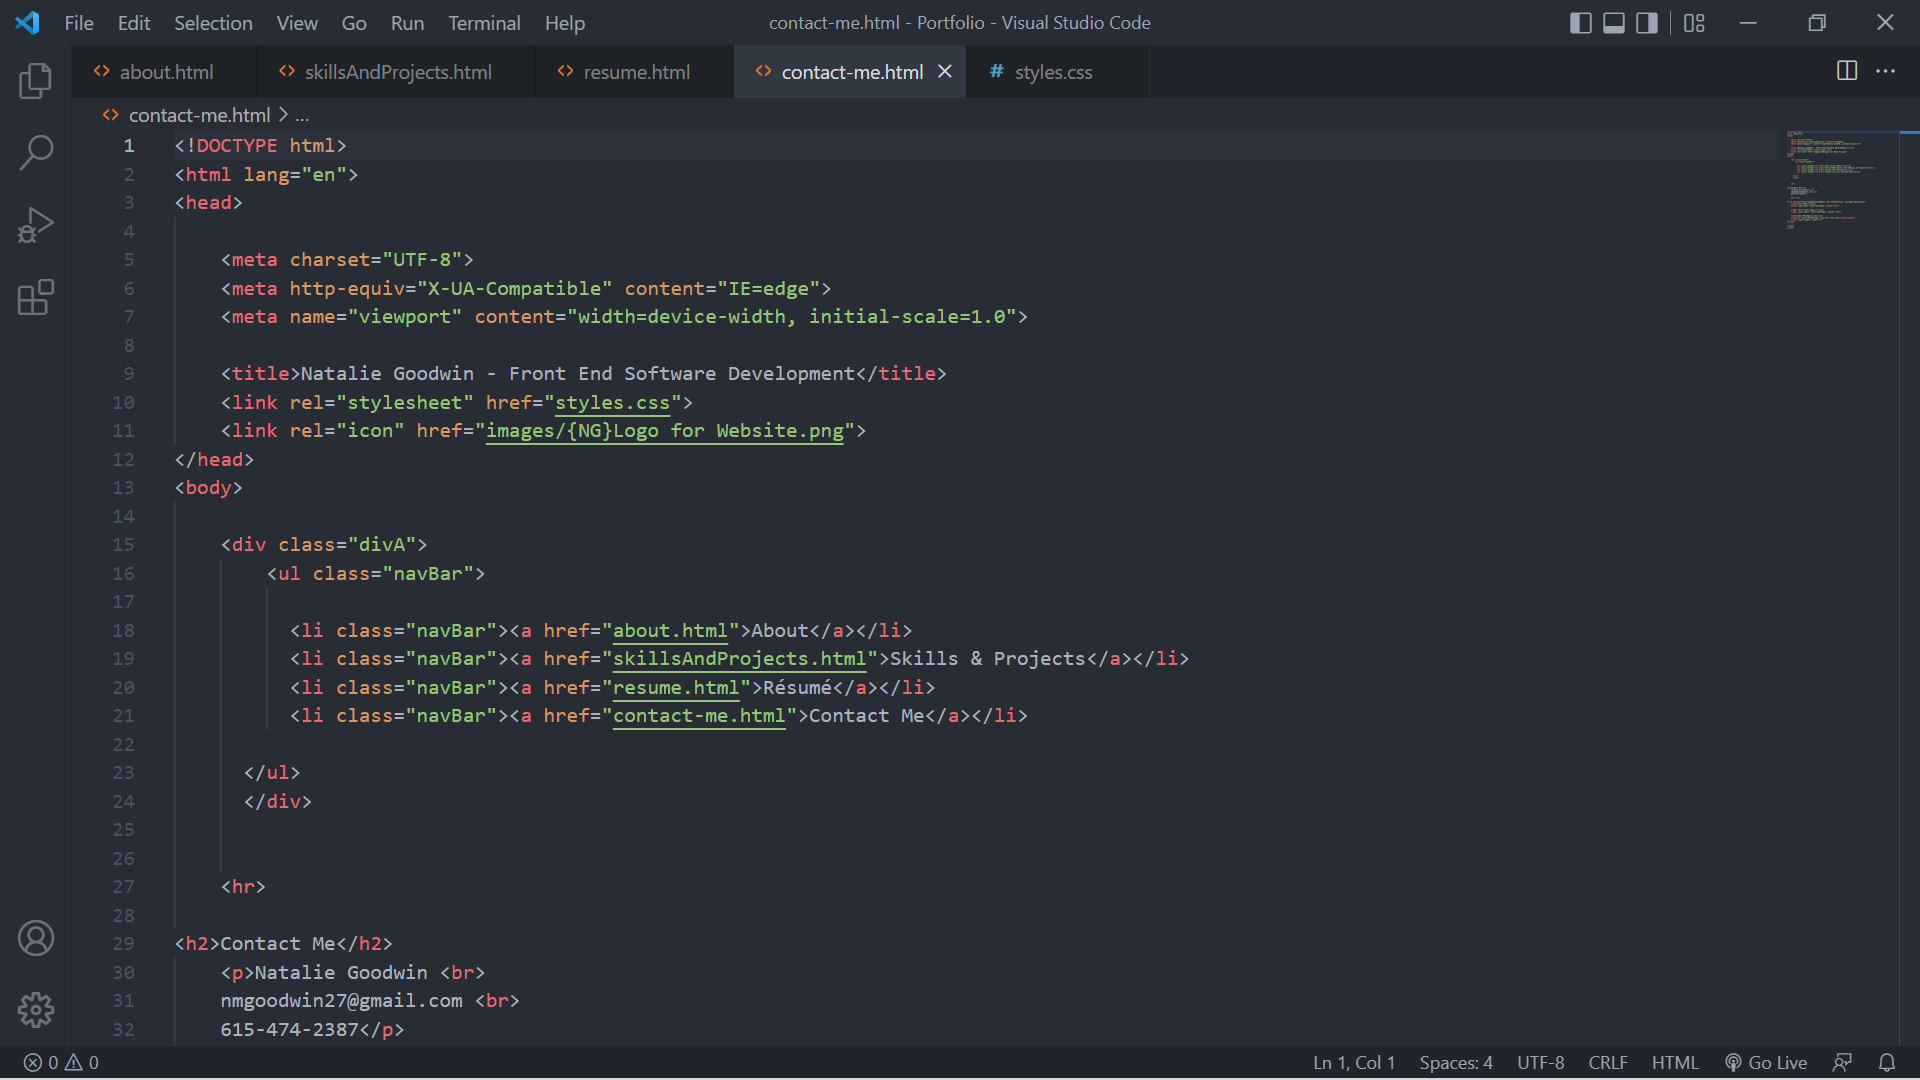 File Edit Selection View Go Run Terminal Help contact-me.html - Portfolio - Visual Studio Code
about.html skillsAndProjects.html resume.html contact-me.html styles.css
contact-me.html > ...
1 <!DOCTYPE html>
2 <html lang="en">
3 <head>
4
5 <meta charset="UTF-8">
6 <meta http-equiv="X-UA-Compatible" content="IE=edge">
7 <meta name="viewport" content="width=device-width, initial-scale=1.0">
8
9 <title>Natalie Goodwin - Front End Software Development</title>
10 <link rel="stylesheet" href="styles.css">
11 <link rel="icon" href="images/{NG}Logo for Website.png">
12 </head>
13 <body>
14
15 <div class="divA">
16 <ul class="navBar">
17
18 <li class="navBar"><a href="about.html">About</a></li>
19 <li class="navBar"><a href="skillsAndProjects.html">Skills & Projects</a></li>
20 <li class="navBar"><a href="resume.html">Résumé</a></li>
21 <li class="navBar"><a href="contact-me.html">Contact Me</a></li>
22
23 </ul>
24 </div>
25
26
27 <hr>
28
29 <h2>Contact Me</h2>
30 <p>Natalie Goodwin <br>
31 nmgoodwin27@gmail.com <br>
32 615-474-2387</p>
0 0 Ln 1, Col 1 Spaces: 4 UTF-8 CRLF HTML Go Live